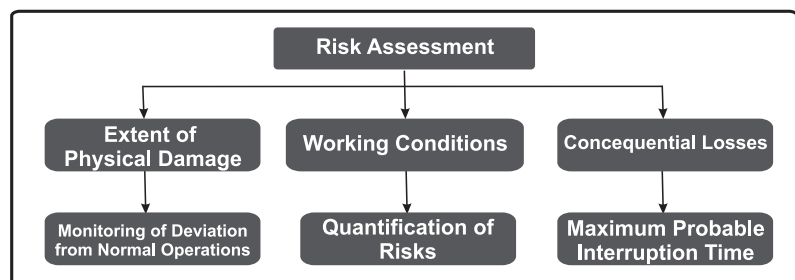 Risk Assessment
Extent of
Physical Damage
Working Conditions
Concequential Losses
Monitoring of Deviation
from Normal Operations
Quantification of
Risks
Maximum Probable
Interruption Time